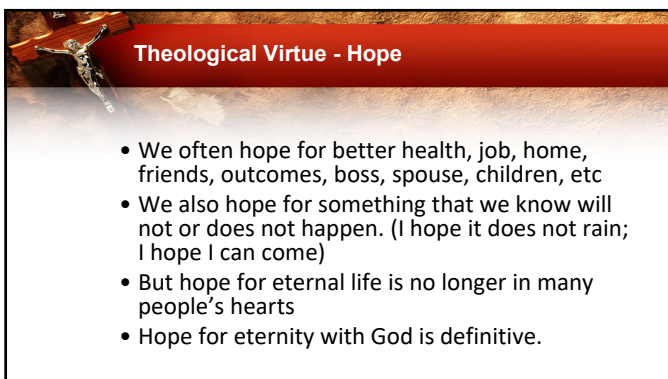 Theological Virtue - Hope
• We often hope for better health, job, home,
friends, outcomes, boss, spouse, children, etc
• We also hope for something that we know will
not or does not happen. (I hope it does not rain;
I hope I can come)
• But hope for eternal life is no longer in many
people’s hearts
• Hope for eternity with God is definitive.